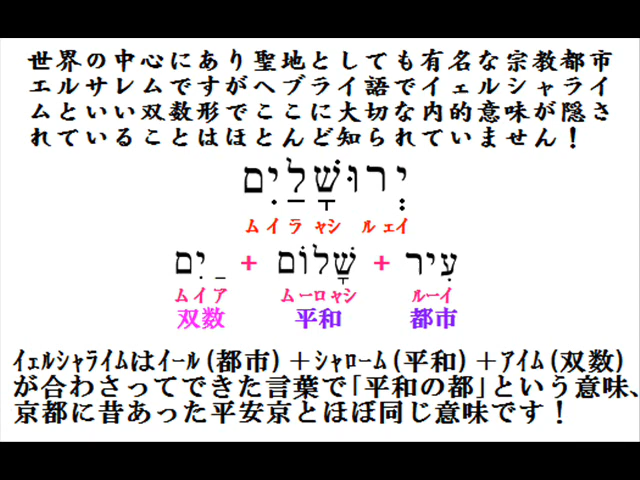 世界の中心にあり聖地としても有名な宗教都市
エルサレムですがヘブライ語でイェルシャライ
ムといい双数形でここに大切な内的意味が隠さ
れていることはほとんど知られていません！
יְרוּשָׁלַיִם
ムイラャシ ルェイ
ַיִם + שָׁלוֹם + עִיר
ムイア ムーロャシ ルーイ
双数 平和 都市
ｲｪﾙｼｬﾗｲﾑはｲｰﾙ(都市)＋ｼｬﾛｰﾑ(平和)＋ｱｲﾑ(双数)
が合わさってできた言葉で｢平和の都｣という意味、
京都に昔あった平安京とほぼ同じ意味です！